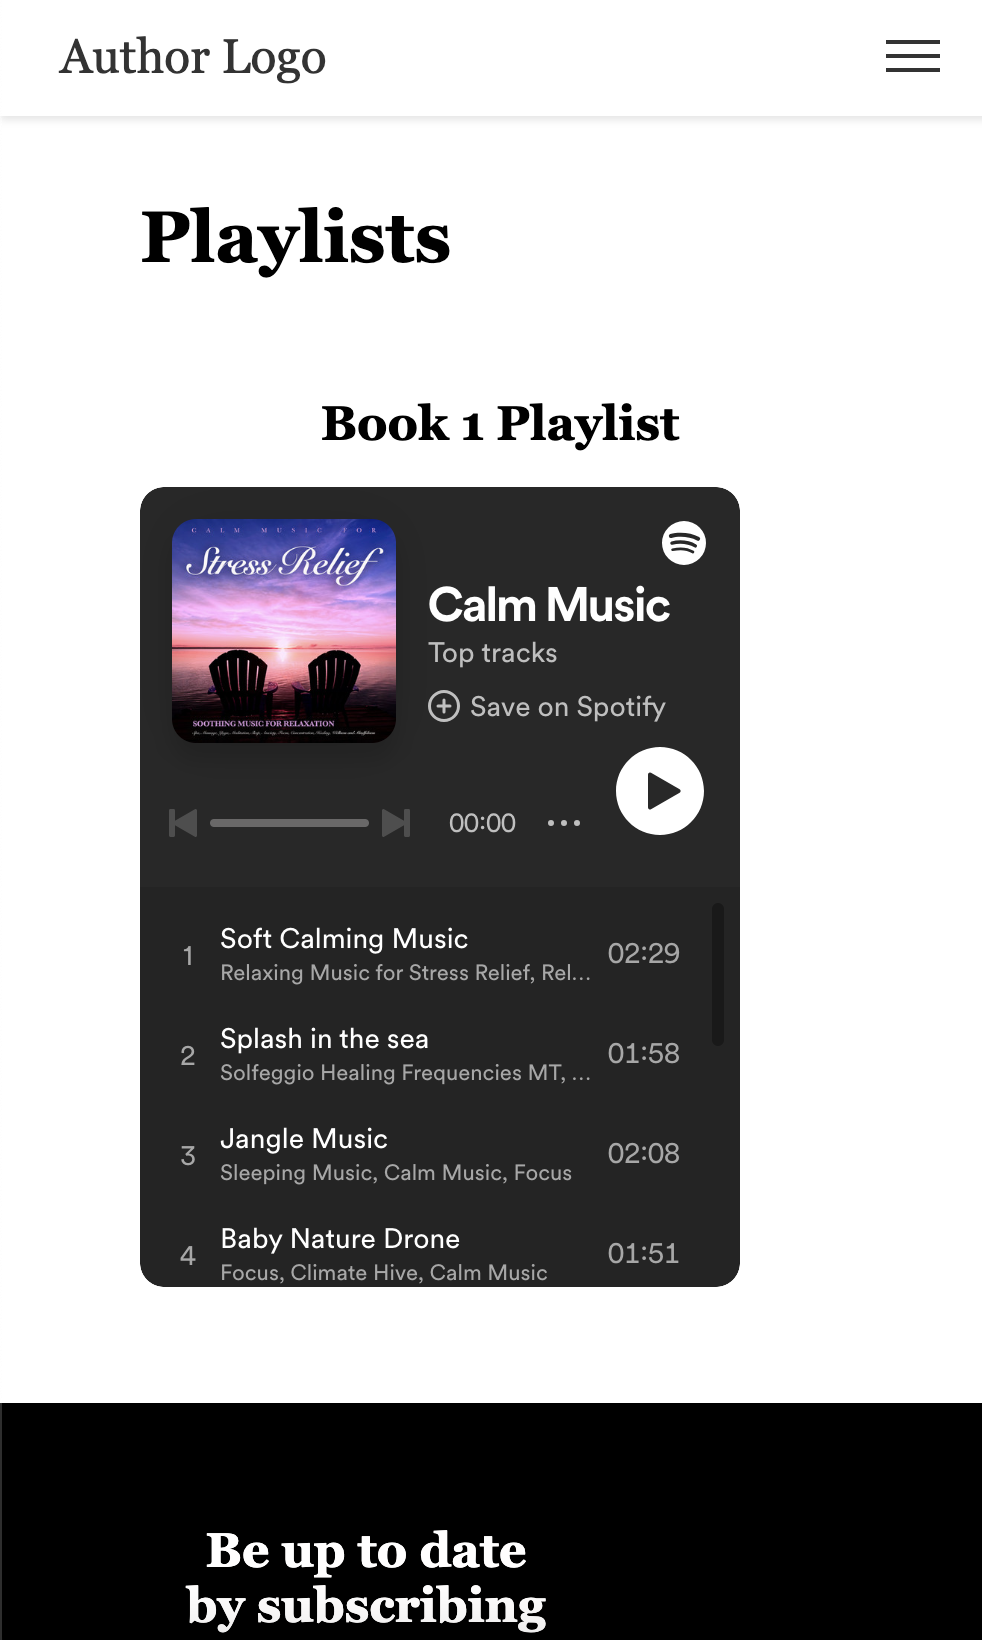 Author Logo
Playlists
Book 1 Playlist
CALM MUSIC FOR
Stress Relief
SOOTHING MUSIC FOR RELAXATION
Calm Music
Top tracks
Save on Spotify
00:00
1 Soft Calming Music 02:29
Relaxing Music for Stress Relief, Rel...
2 Splash in the sea 01:58
Solfeggio Healing Frequencies MT, ...
3 Jangle Music 02:08
Sleeping Music, Calm Music, Focus
4 Baby Nature Drone 01:51
Focus, Climate Hive, Calm Music
Be up to date
by subscribing